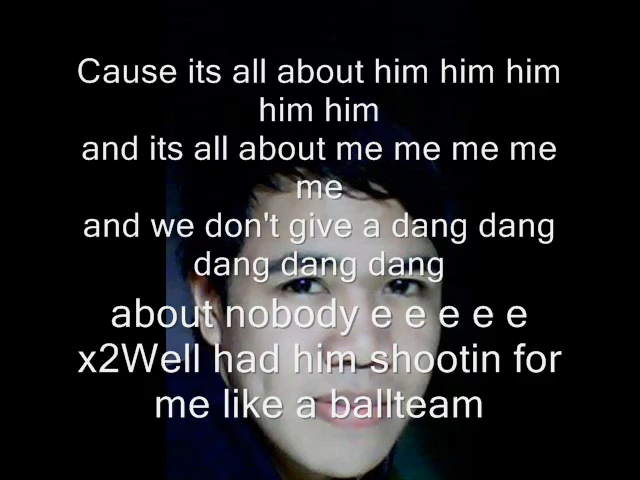 Cause its all about him him him
him him
and its all about me me me me
me
and we don't give a dang dang
dang dang dang
about nobody e e e e e
x2Well had him shootin for
me like a ballteam